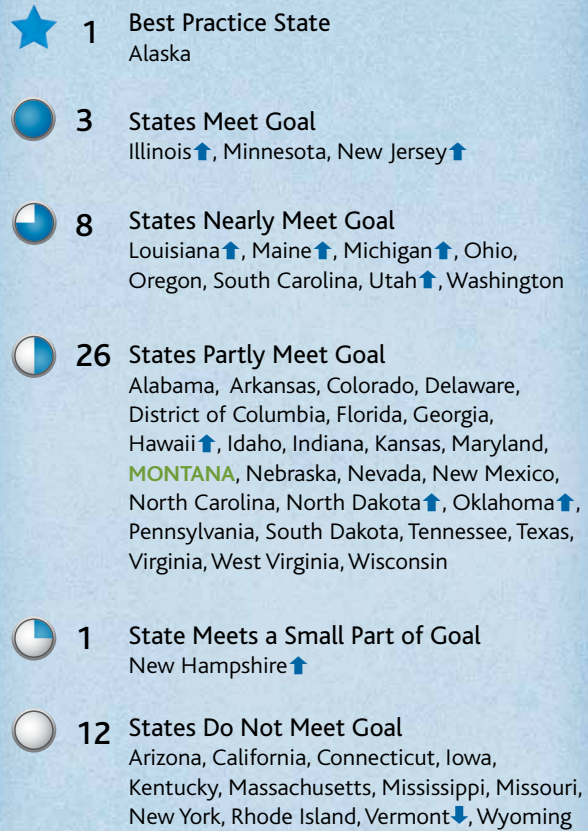 1 Best Practice State
Alaska
3 States Meet Goal
Illinois⬆, Minnesota, New Jersey⬆
8 States Nearly Meet Goal
Louisiana⬆, Maine⬆, Michigan⬆, Ohio,
Oregon, South Carolina, Utah⬆, Washington
26 States Partly Meet Goal
Alabama, Arkansas, Colorado, Delaware,
District of Columbia, Florida, Georgia,
Hawaii⬆, Idaho, Indiana, Kansas, Maryland,
MONTANA, Nebraska, Nevada, New Mexico,
North Carolina, North Dakota⬆, Oklahoma⬆,
Pennsylvania, South Dakota, Tennessee, Texas,
Virginia, West Virginia, Wisconsin
1 State Meets a Small Part of Goal
New Hampshire⬆
12 States Do Not Meet Goal
Arizona, California, Connecticut, Iowa,
Kentucky, Massachusetts, Mississippi, Missouri,
New York, Rhode Island, Vermont⬇, Wyoming